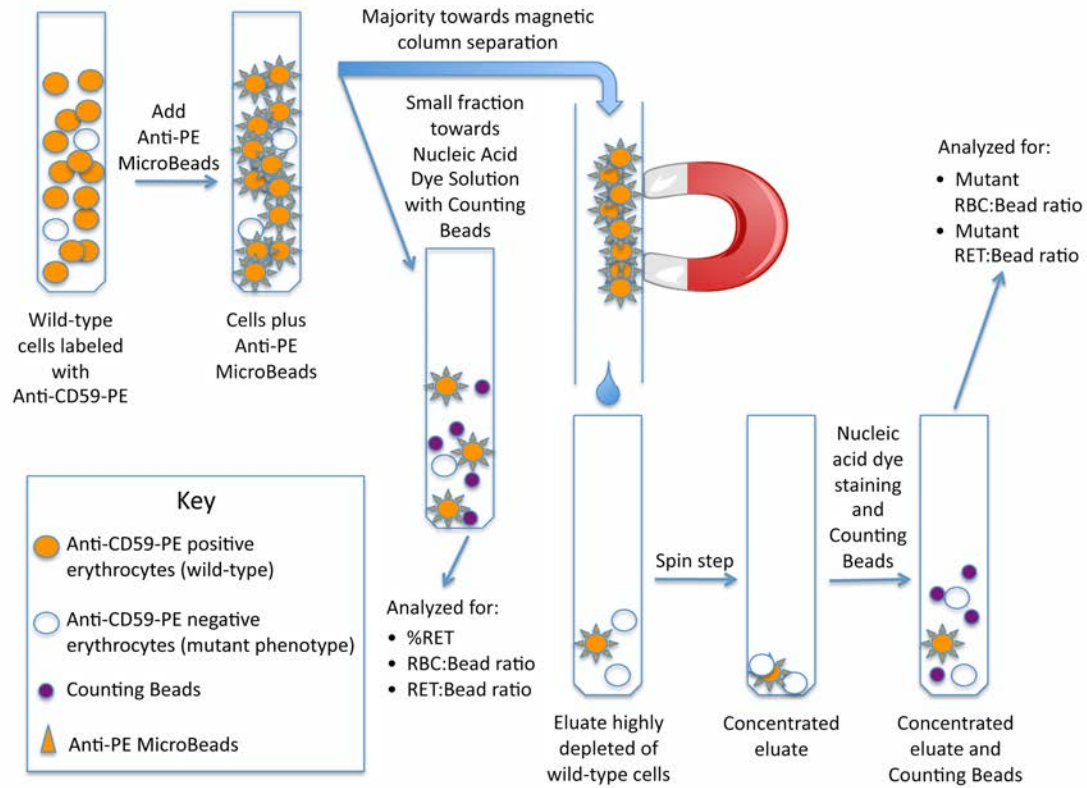 Majority towards magnetic
column separation
Add
Anti-PE
MicroBeads
Small fraction
towards
Nucleic Acid
Dye Solution
with Counting
Beads
Analyzed for:
• Mutant
RBC:Bead ratio
• Mutant
RET:Bead ratio
Wild-type
cells labeled
with
Anti-CD59-PE
Cells plus
Anti-PE
MicroBeads
Key
Anti-CD59-PE positive
erythrocytes (wild-type)
Anti-CD59-PE negative
erythrocytes (mutant phenotype)
Counting Beads
Anti-PE MicroBeads
Analyzed for:
• %RET
• RBC:Bead ratio
• RET:Bead ratio
Spin step
Nucleic
acid dye
staining
and
Counting
Beads
Eluate highly
depleted of
wild-type cells
Concentrated
eluate
Concentrated
eluate and
Counting Beads